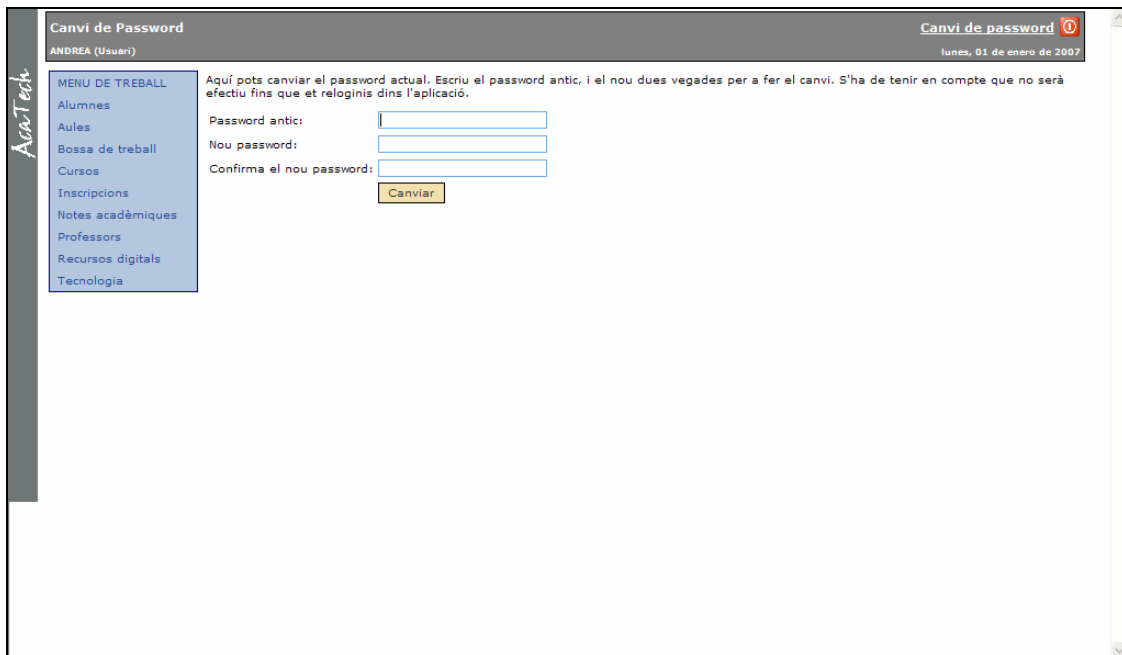 AcaTech
Canvi de Password
Canvi de password
ANDREA (Usuari)
lunes, 01 de enero de 2007
MENU DE TREBALL
Alumnes
Aules
Bossa de treball
Cursos
Inscripcions
Notes acadèmiques
Professors
Recursos digitals
Tecnologia
Aquí pots canviar el password actual. Escriu el password antic, i el nou dues vegades per a fer el canvi. S'ha de tenir en compte que no serà
efectiu fins que et reloginis dins l'aplicació.
Password antic:
Nou password:
Confirma el nou password:
Canviar